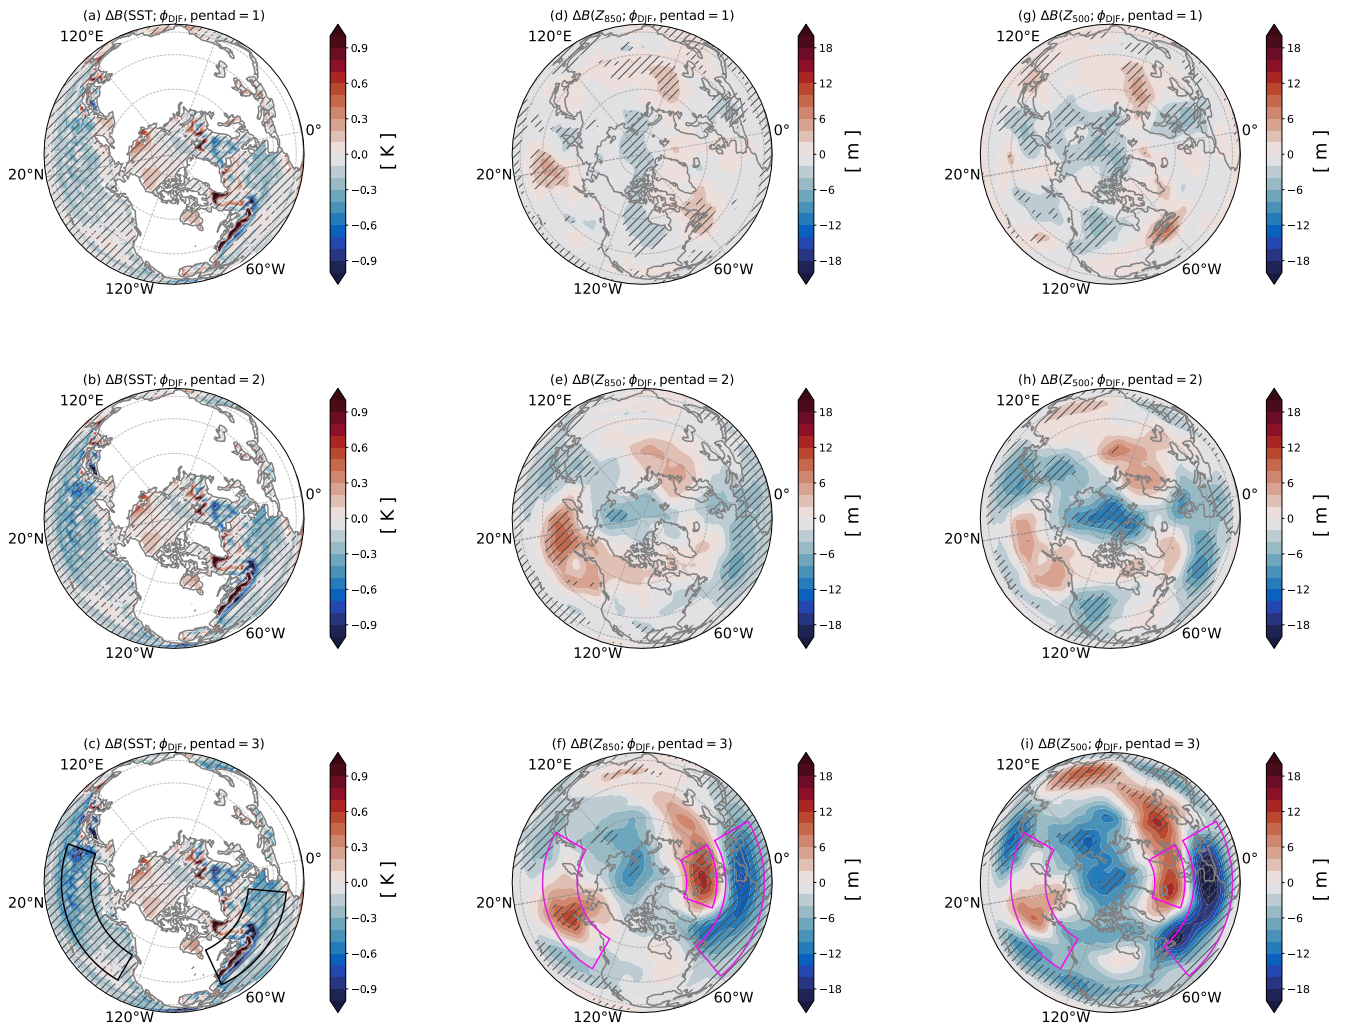 (a) ΔB(SST; ϕ_DJF, pentad = 1)
120°E
0°
20°N
60°W
120°W
0.9
0.6
0.3
0.0
−0.3
−0.6
−0.9
[ K ]
(d) ΔB(Z_850; ϕ_DJF, pentad = 1)
120°E
0°
20°N
60°W
120°W
18
12
6
0
−6
−12
−18
[ m ]
(g) ΔB(Z_500; ϕ_DJF, pentad = 1)
120°E
0°
20°N
60°W
120°W
18
12
6
0
−6
−12
−18
[ m ]
(b) ΔB(SST; ϕ_DJF, pentad = 2)
120°E
0°
20°N
60°W
120°W
0.9
0.6
0.3
0.0
−0.3
−0.6
−0.9
[ K ]
(e) ΔB(Z_850; ϕ_DJF, pentad = 2)
120°E
0°
20°N
60°W
120°W
18
12
6
0
−6
−12
−18
[ m ]
(h) ΔB(Z_500; ϕ_DJF, pentad = 2)
120°E
0°
20°N
60°W
120°W
18
12
6
0
−6
−12
−18
[ m ]
(c) ΔB(SST; ϕ_DJF, pentad = 3)
120°E
0°
20°N
60°W
120°W
0.9
0.6
0.3
0.0
−0.3
−0.6
−0.9
[ K ]
(f) ΔB(Z_850; ϕ_DJF, pentad = 3)
120°E
0°
20°N
60°W
120°W
18
12
6
0
−6
−12
−18
[ m ]
(i) ΔB(Z_500; ϕ_DJF, pentad = 3)
120°E
0°
20°N
60°W
120°W
18
12
6
0
−6
−12
−18
[ m ]